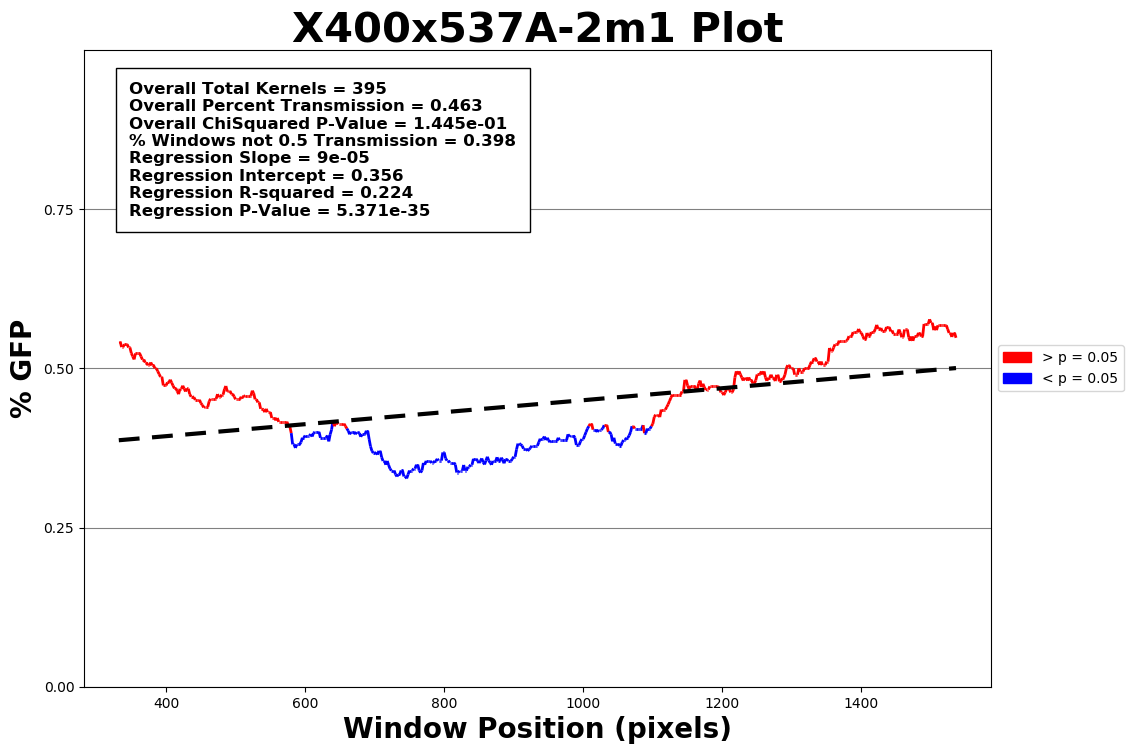 X400x537A-2m1 Plot
Overall Total Kernels = 395
Overall Percent Transmission = 0.463
Overall ChiSquared P-Value = 1.445e-01
% Windows not 0.5 Transmission = 0.398
Regression Slope = 9e-05
Regression Intercept = 0.356
Regression R-squared = 0.224
Regression P-Value = 5.371e-35
% GFP
0.75
0.50
0.25
0.00
> p = 0.05
< p = 0.05
400 600 800 1000 1200 1400
Window Position (pixels)